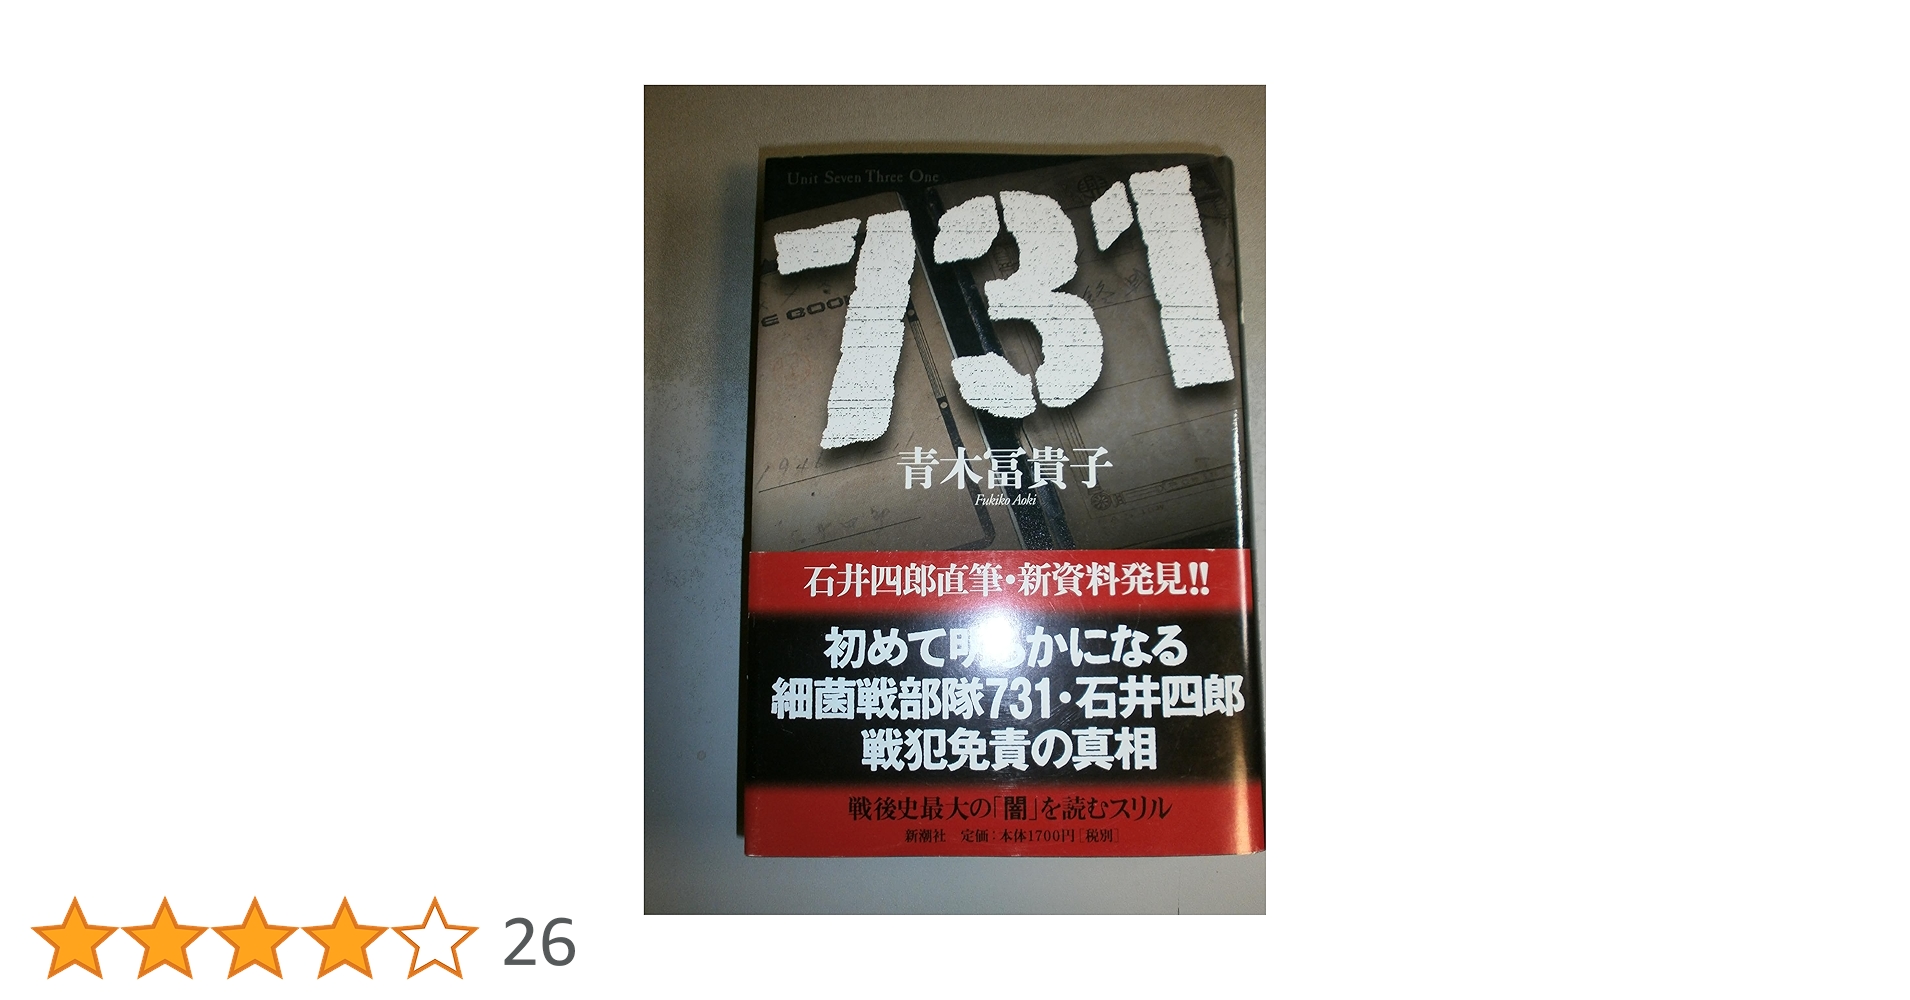 Unit Seven Three One
731
青木冨貴子
Fukiko Aoki
石井四郎直筆・新資料発見!!
初めて明らかになる
細菌戦部隊731・石井四郎
戦犯免責の真相
戦後史最大の「闇」を読むスリル
新潮社 定価:本体1700円[税別]
26